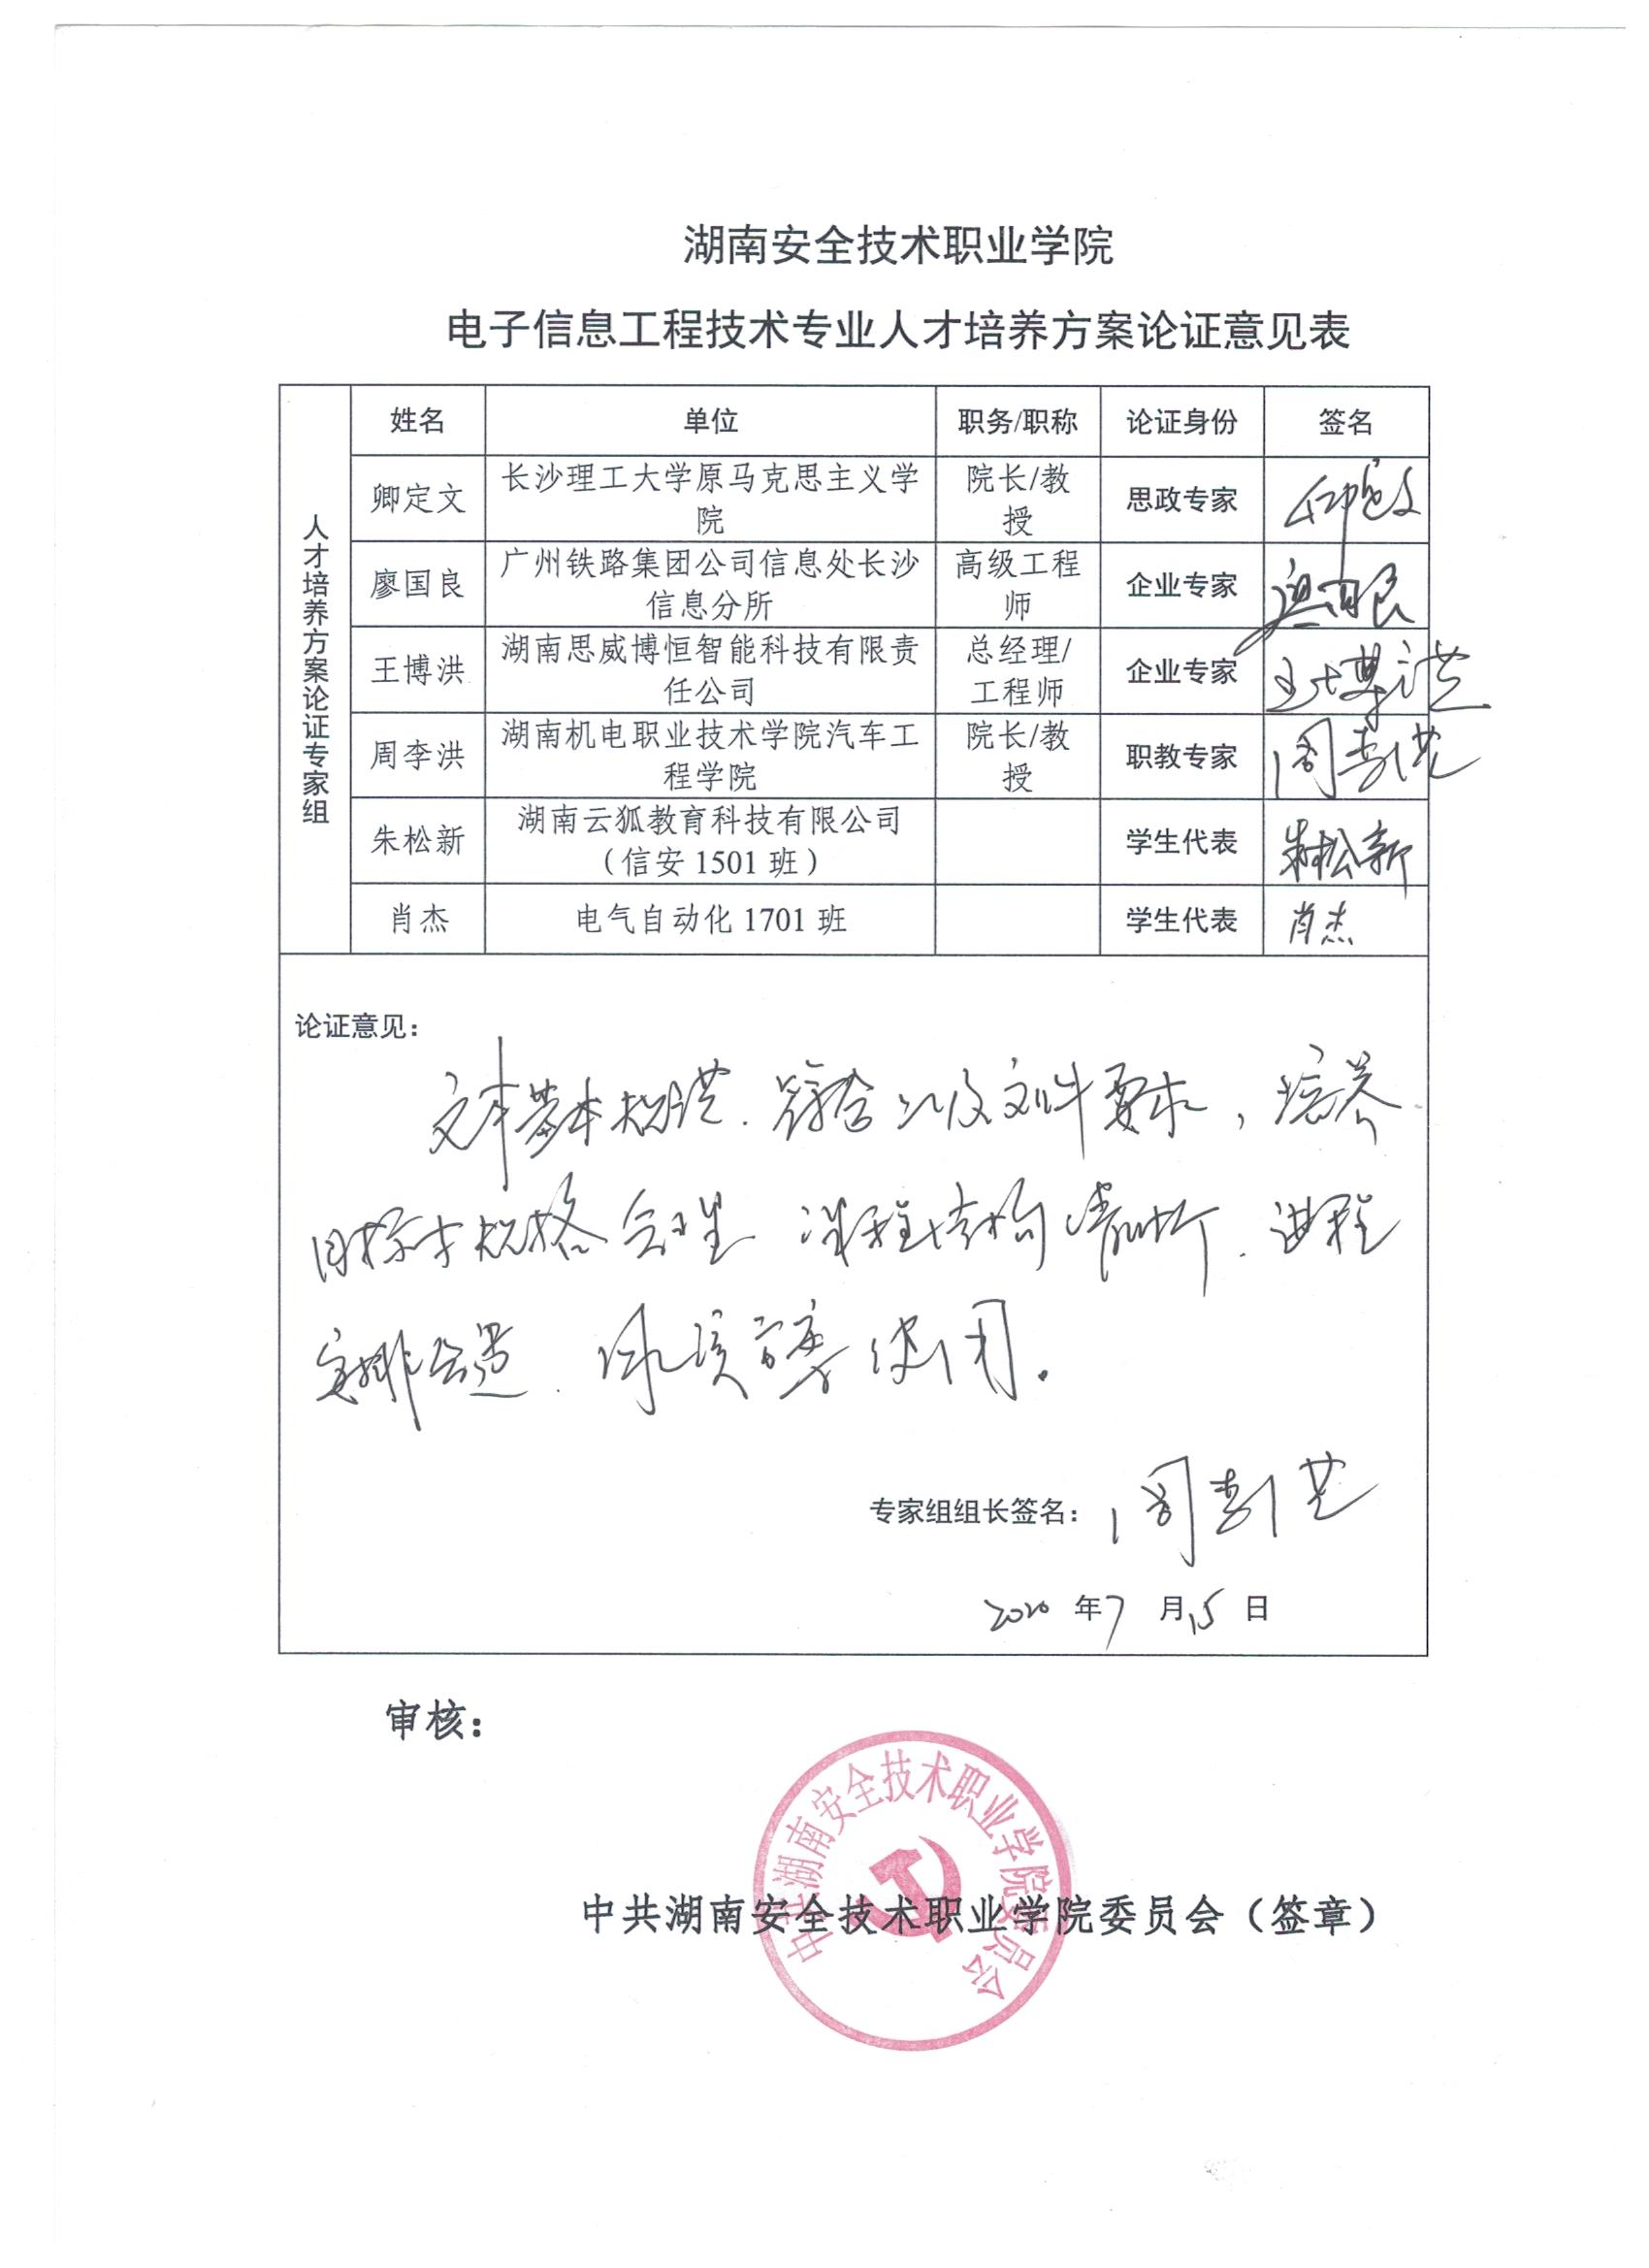 湖南安全技术职业学院
电子信息工程技术专业人才培养方案论证意见表
人才培养方案论证专家组
姓名 单位 职务/职称 论证身份 签名
卿定文 长沙理工大学原马克思主义学院 院长/教授 思政专家 卿定文
廖国良 广州铁路集团公司信息处长沙信息分所 高级工程师 企业专家 廖国良
王博洪 湖南思威博恒智能科技有限责任公司 总经理/工程师 企业专家 王博洪
周李洪 湖南机电职业技术学院汽车工程学院 院长/教授 职教专家 周李洪
朱松新 湖南云狐教育科技有限公司（信安1501班） 学生代表 朱松新
肖杰 电气自动化1701班 学生代表 肖杰
论证意见：
文本基本规范.符合以及文件要求，培养
目标与规格合理 课程结构清晰.进程
安排合适.
使用。
专家组组长签名：周李洪
2020年7月15日
审核：
中共湖南安全技术职业学院委员会
中共湖南安全技术职业学院委员会（签章）